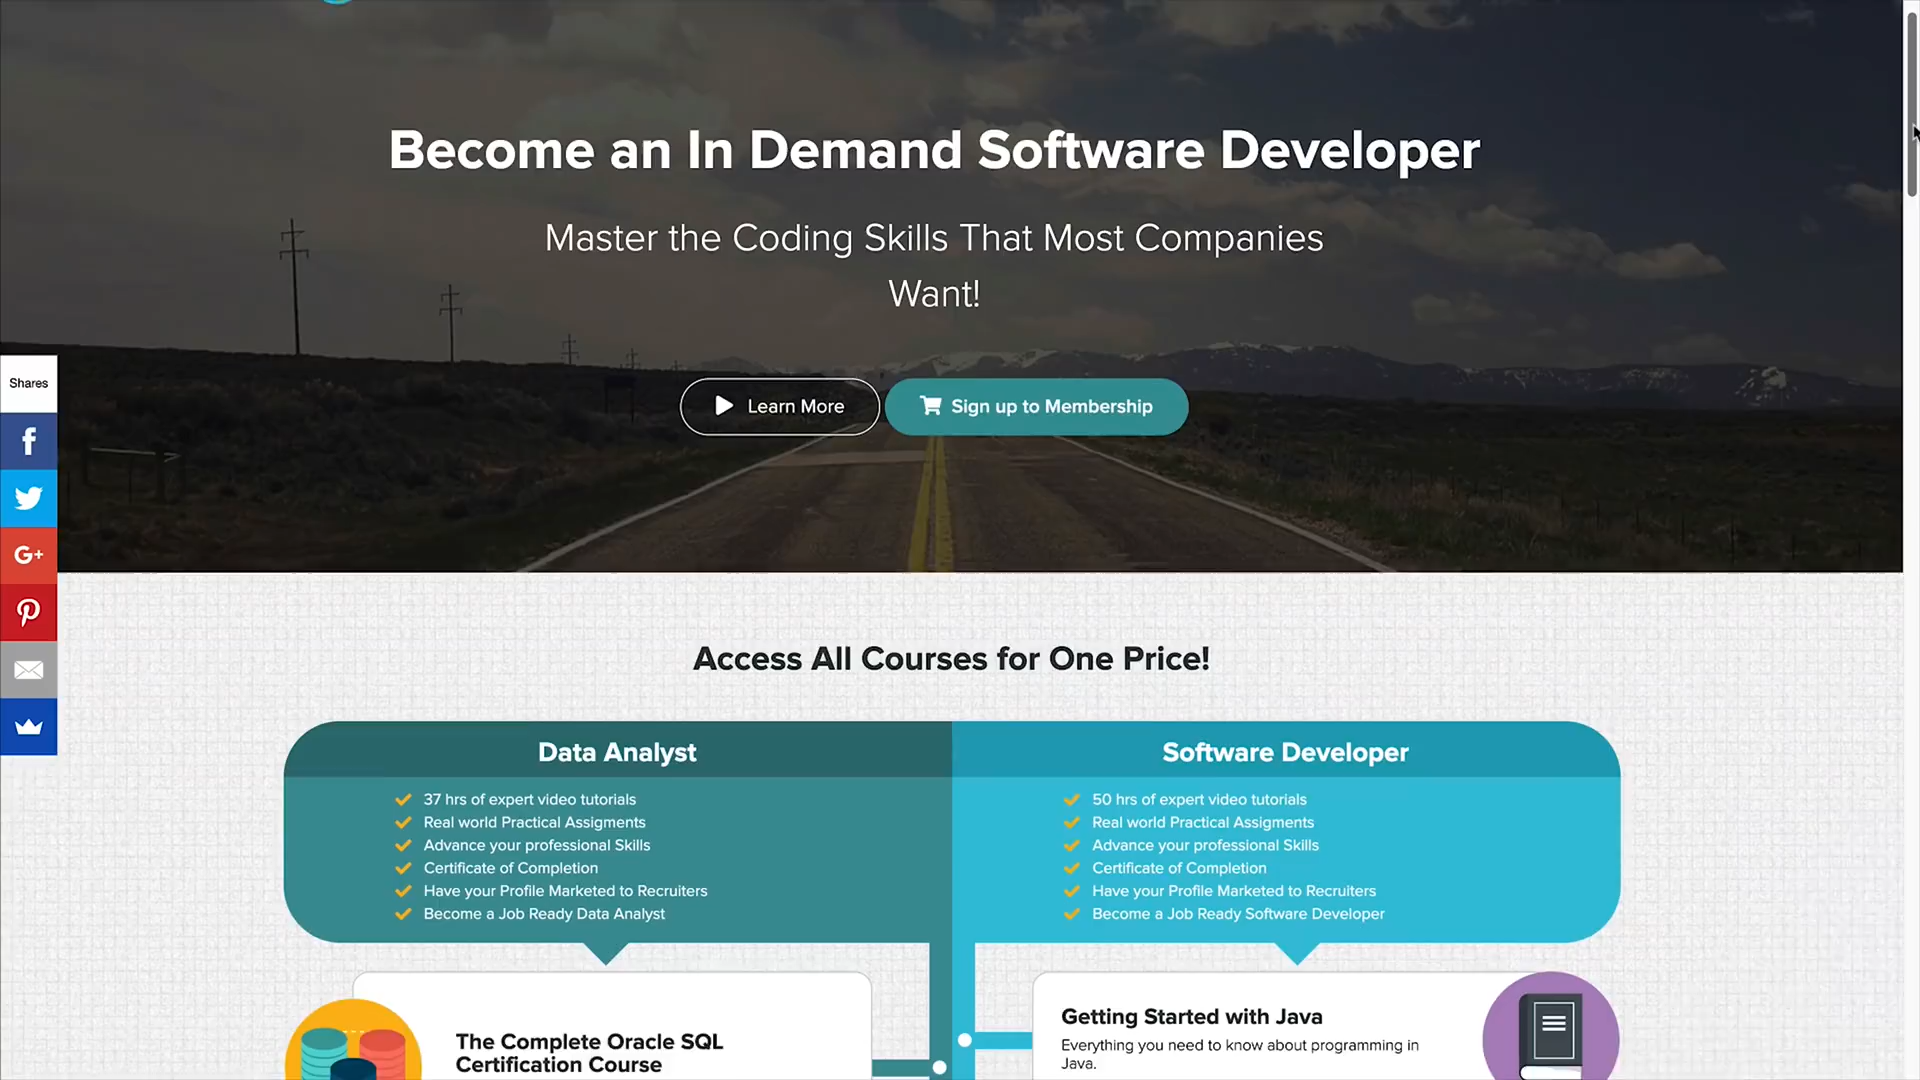 Become an In Demand Software Developer
Master the Coding Skills That Most Companies
Want!
Learn More
Sign up to Membership
Shares
G+
Access All Courses for One Price!
Data Analyst
37 hrs of expert video tutorials
Real world Practical Assigments
Advance your professional Skills
Certificate of Completion
Have your Profile Marketed to Recruiters
Become a Job Ready Data Analyst
Software Developer
50 hrs of expert video tutorials
Real world Practical Assigments
Advance your professional Skills
Certificate of Completion
Have your Profile Marketed to Recruiters
Become a Job Ready Software Developer
The Complete Oracle SQL
Certification Course
Getting Started with Java
Everything you need to know about programming in
Java.